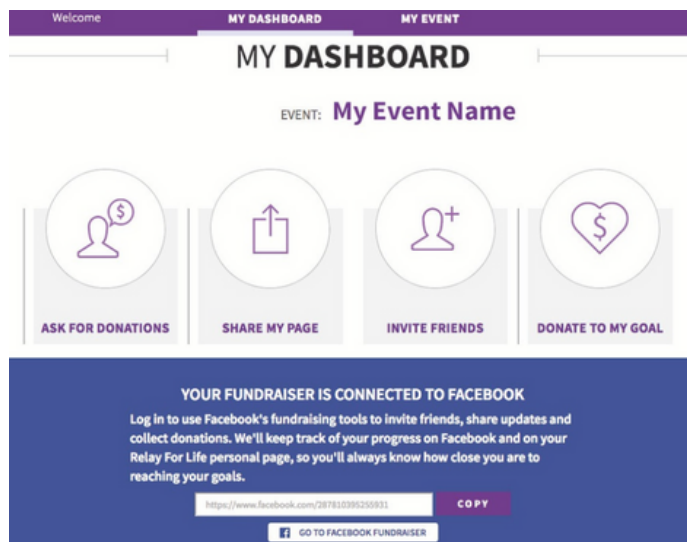 Welcome MY DASHBOARD MY EVENT
MY DASHBOARD
EVENT: My Event Name
$ $
ASK FOR DONATIONS SHARE MY PAGE INVITE FRIENDS DONATE TO MY GOAL
YOUR FUNDRAISER IS CONNECTED TO FACEBOOK
Log in to use Facebook's fundraising tools to invite friends, share updates and
collect donations. We'll keep track of your progress on Facebook and on your
Relay For Life personal page, so you'll always know how close you are to
reaching your goals.
https://www.facebook.com/287810395255931 COPY
f GO TO FACEBOOK FUNDRAISER